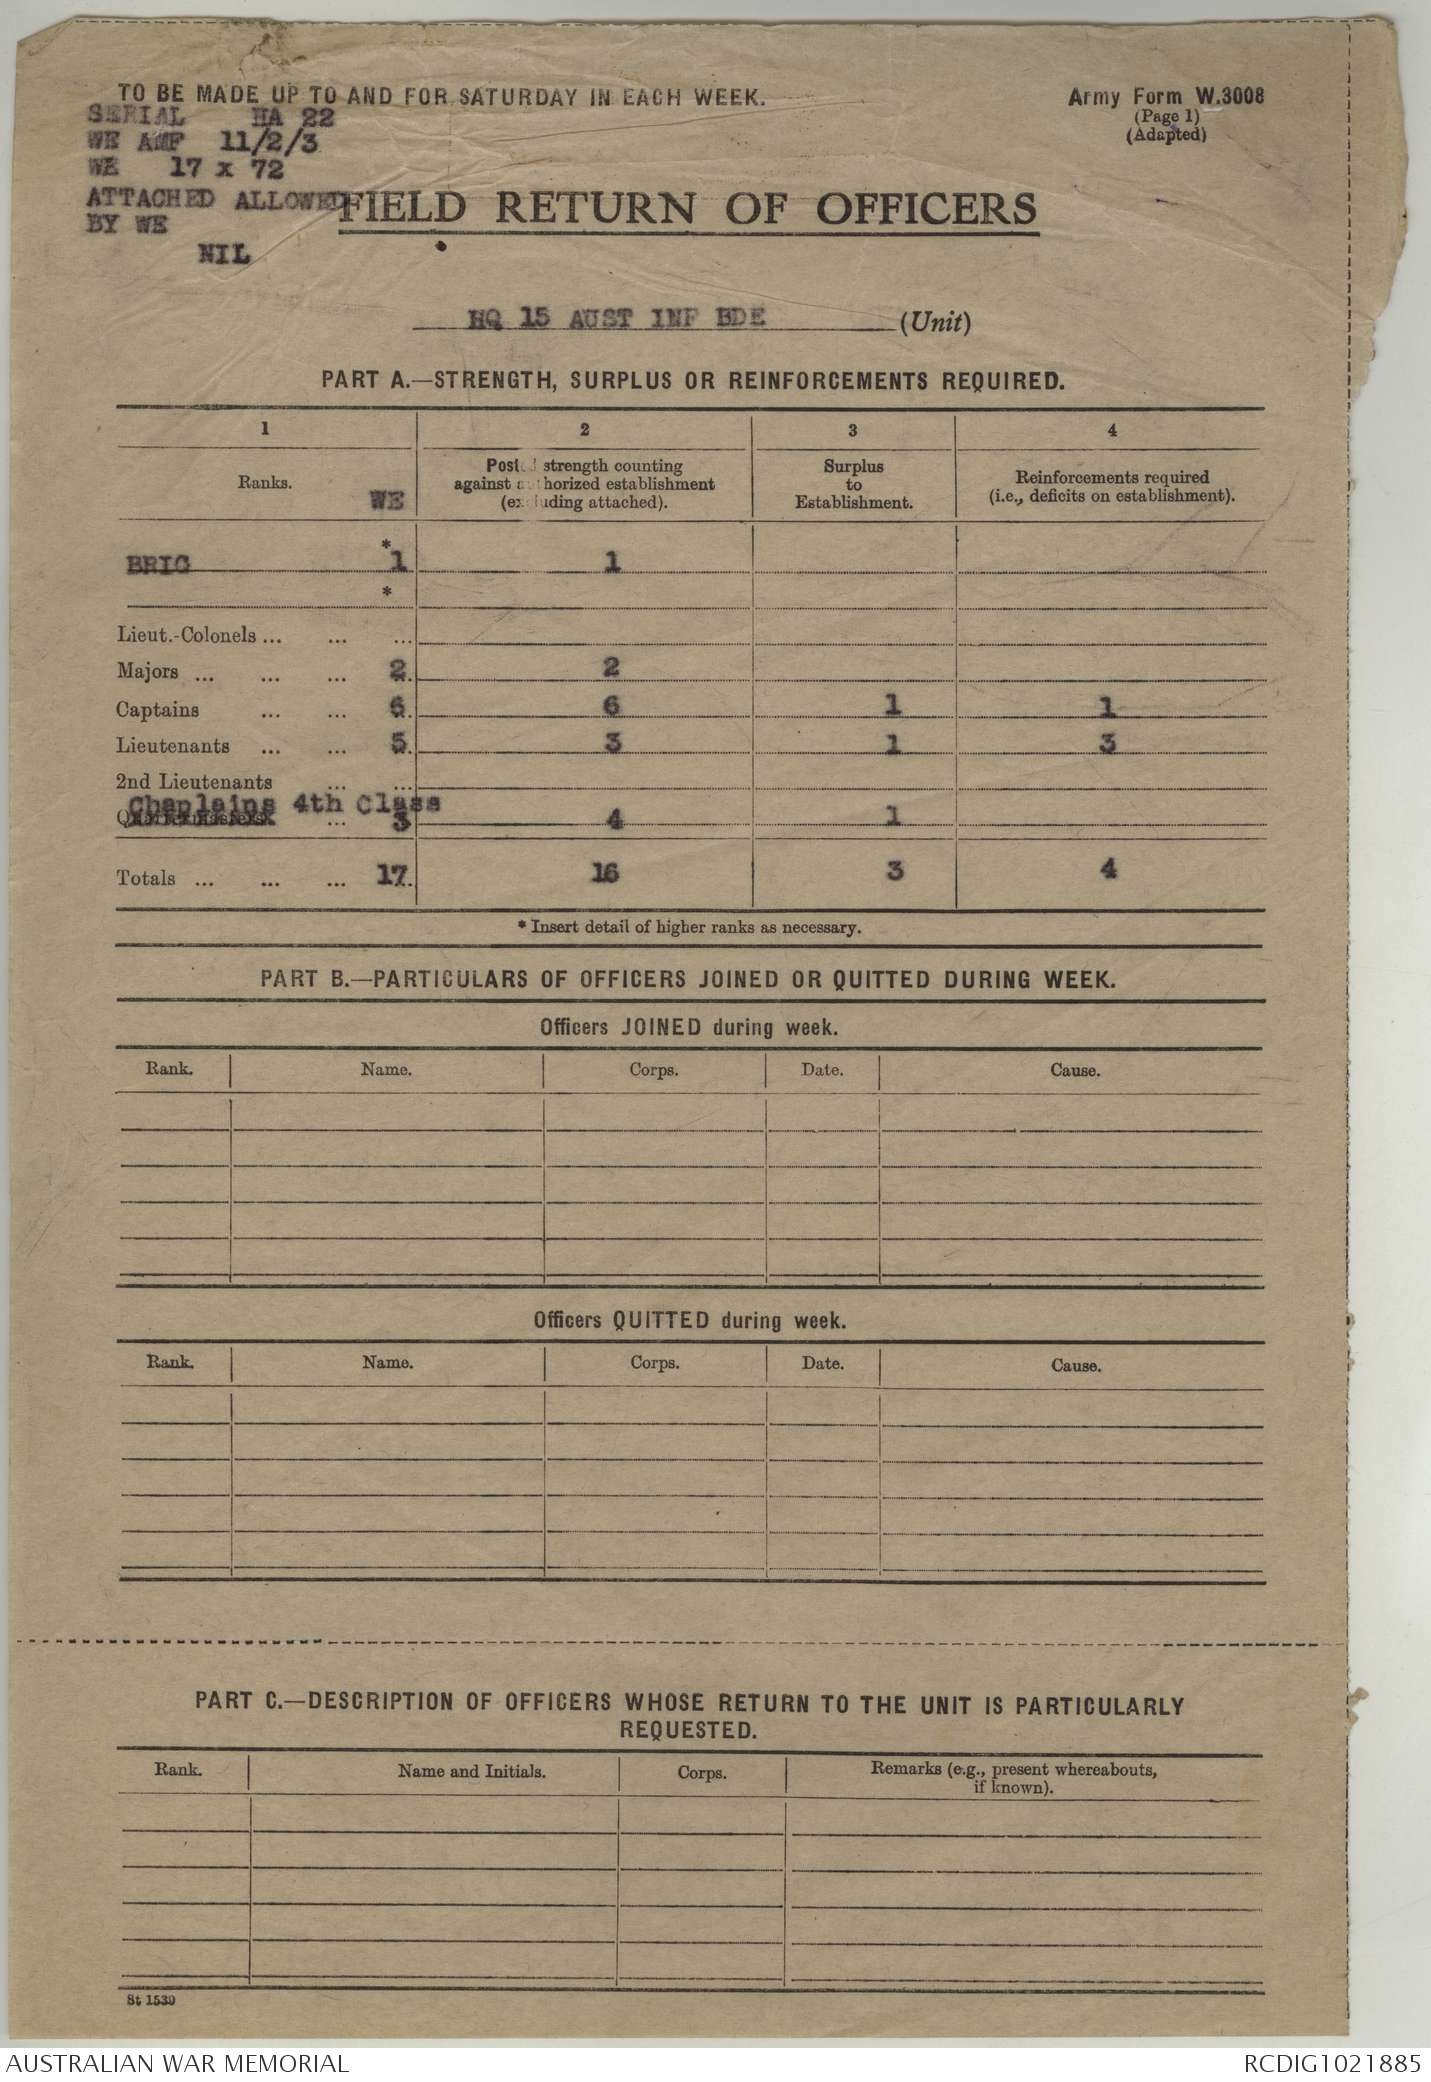 TO BE MADE UP TO AND FOR SATURDAY IN EACH WEEK.
Army Form W.3008
(Page 1)
(Adapted)
SERIAL HA 22
WE AMF 11/2/3
WE 17 x 72
ATTACHED ALLOWED
BY WE
NIL
FIELD RETURN OF OFFICERS
HQ 15 AUST INF BDE (Unit)
PART A.—STRENGTH, SURPLUS OR REINFORCEMENTS REQUIRED.
1 2 3 4
Ranks. WE
Posted strength counting
against authorized establishment
(excluding attached).
Surplus
to
Establishment.
Reinforcements required
(i.e., deficits on establishment).
BRIG *1 1
*
Lieut.-Colonels ... ... ...
Majors ... ... ... 2 2
Captains ... ... 6 6 1 1
Lieutenants ... ... 5 3 1 3
2nd Lieutenants ... ...
Chaplains 4th Class
Quartermasters ... 3 4 1
Totals ... ... ... 17 16 3 4
* Insert detail of higher ranks as necessary.
PART B.—PARTICULARS OF OFFICERS JOINED OR QUITTED DURING WEEK.
Officers JOINED during week.
Rank. Name. Corps. Date. Cause.
Officers QUITTED during week.
Rank. Name. Corps. Date. Cause.
PART C.—DESCRIPTION OF OFFICERS WHOSE RETURN TO THE UNIT IS PARTICULARLY
REQUESTED.
Rank. Name and Initials. Corps. Remarks (e.g., present whereabouts,
if known).
St 1539
AUSTRALIAN WAR MEMORIAL RCDIG1021885